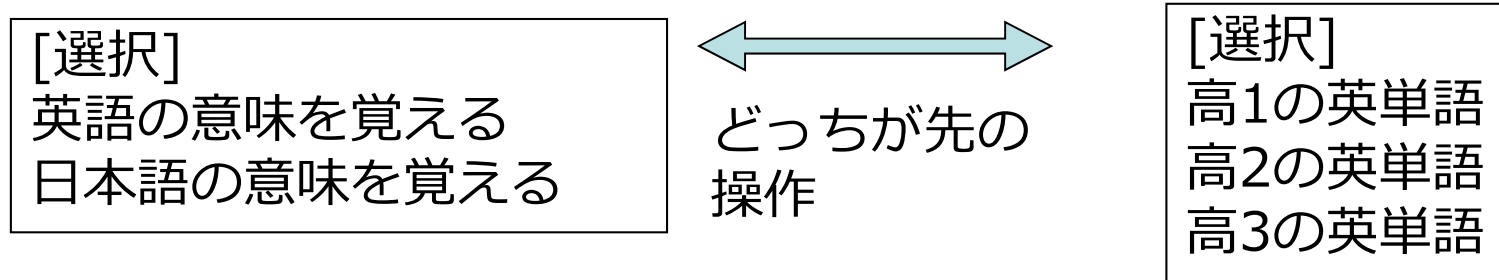 [選択]
英語の意味を覚える
日本語の意味を覚える
どっちが先の
操作
[選択]
高1の英単語
高2の英単語
高3の英単語